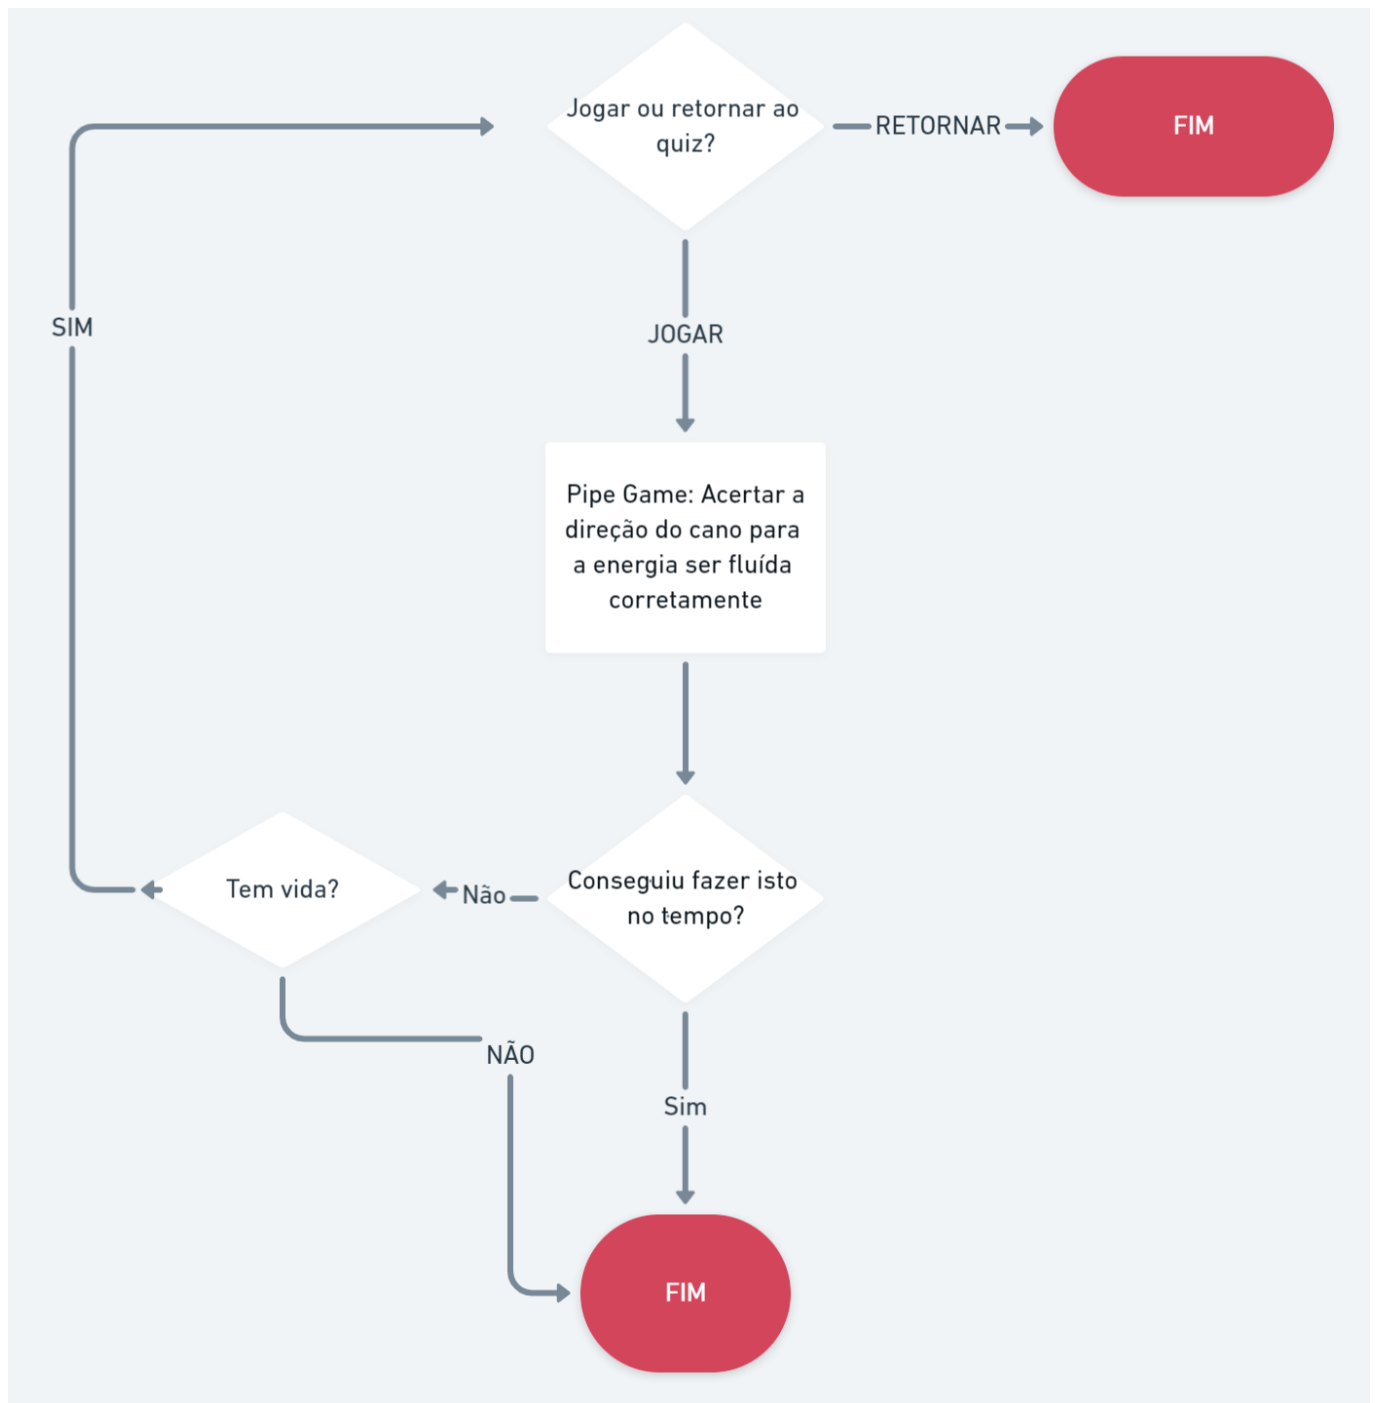 Jogar ou retornar ao
quiz?
RETORNAR
FIM
SIM
JOGAR
Pipe Game: Acertar a
direção do cano para
a energia ser fluída
corretamente
Tem vida?
Não
Conseguiu fazer isto
no tempo?
NÃO
Sim
FIM